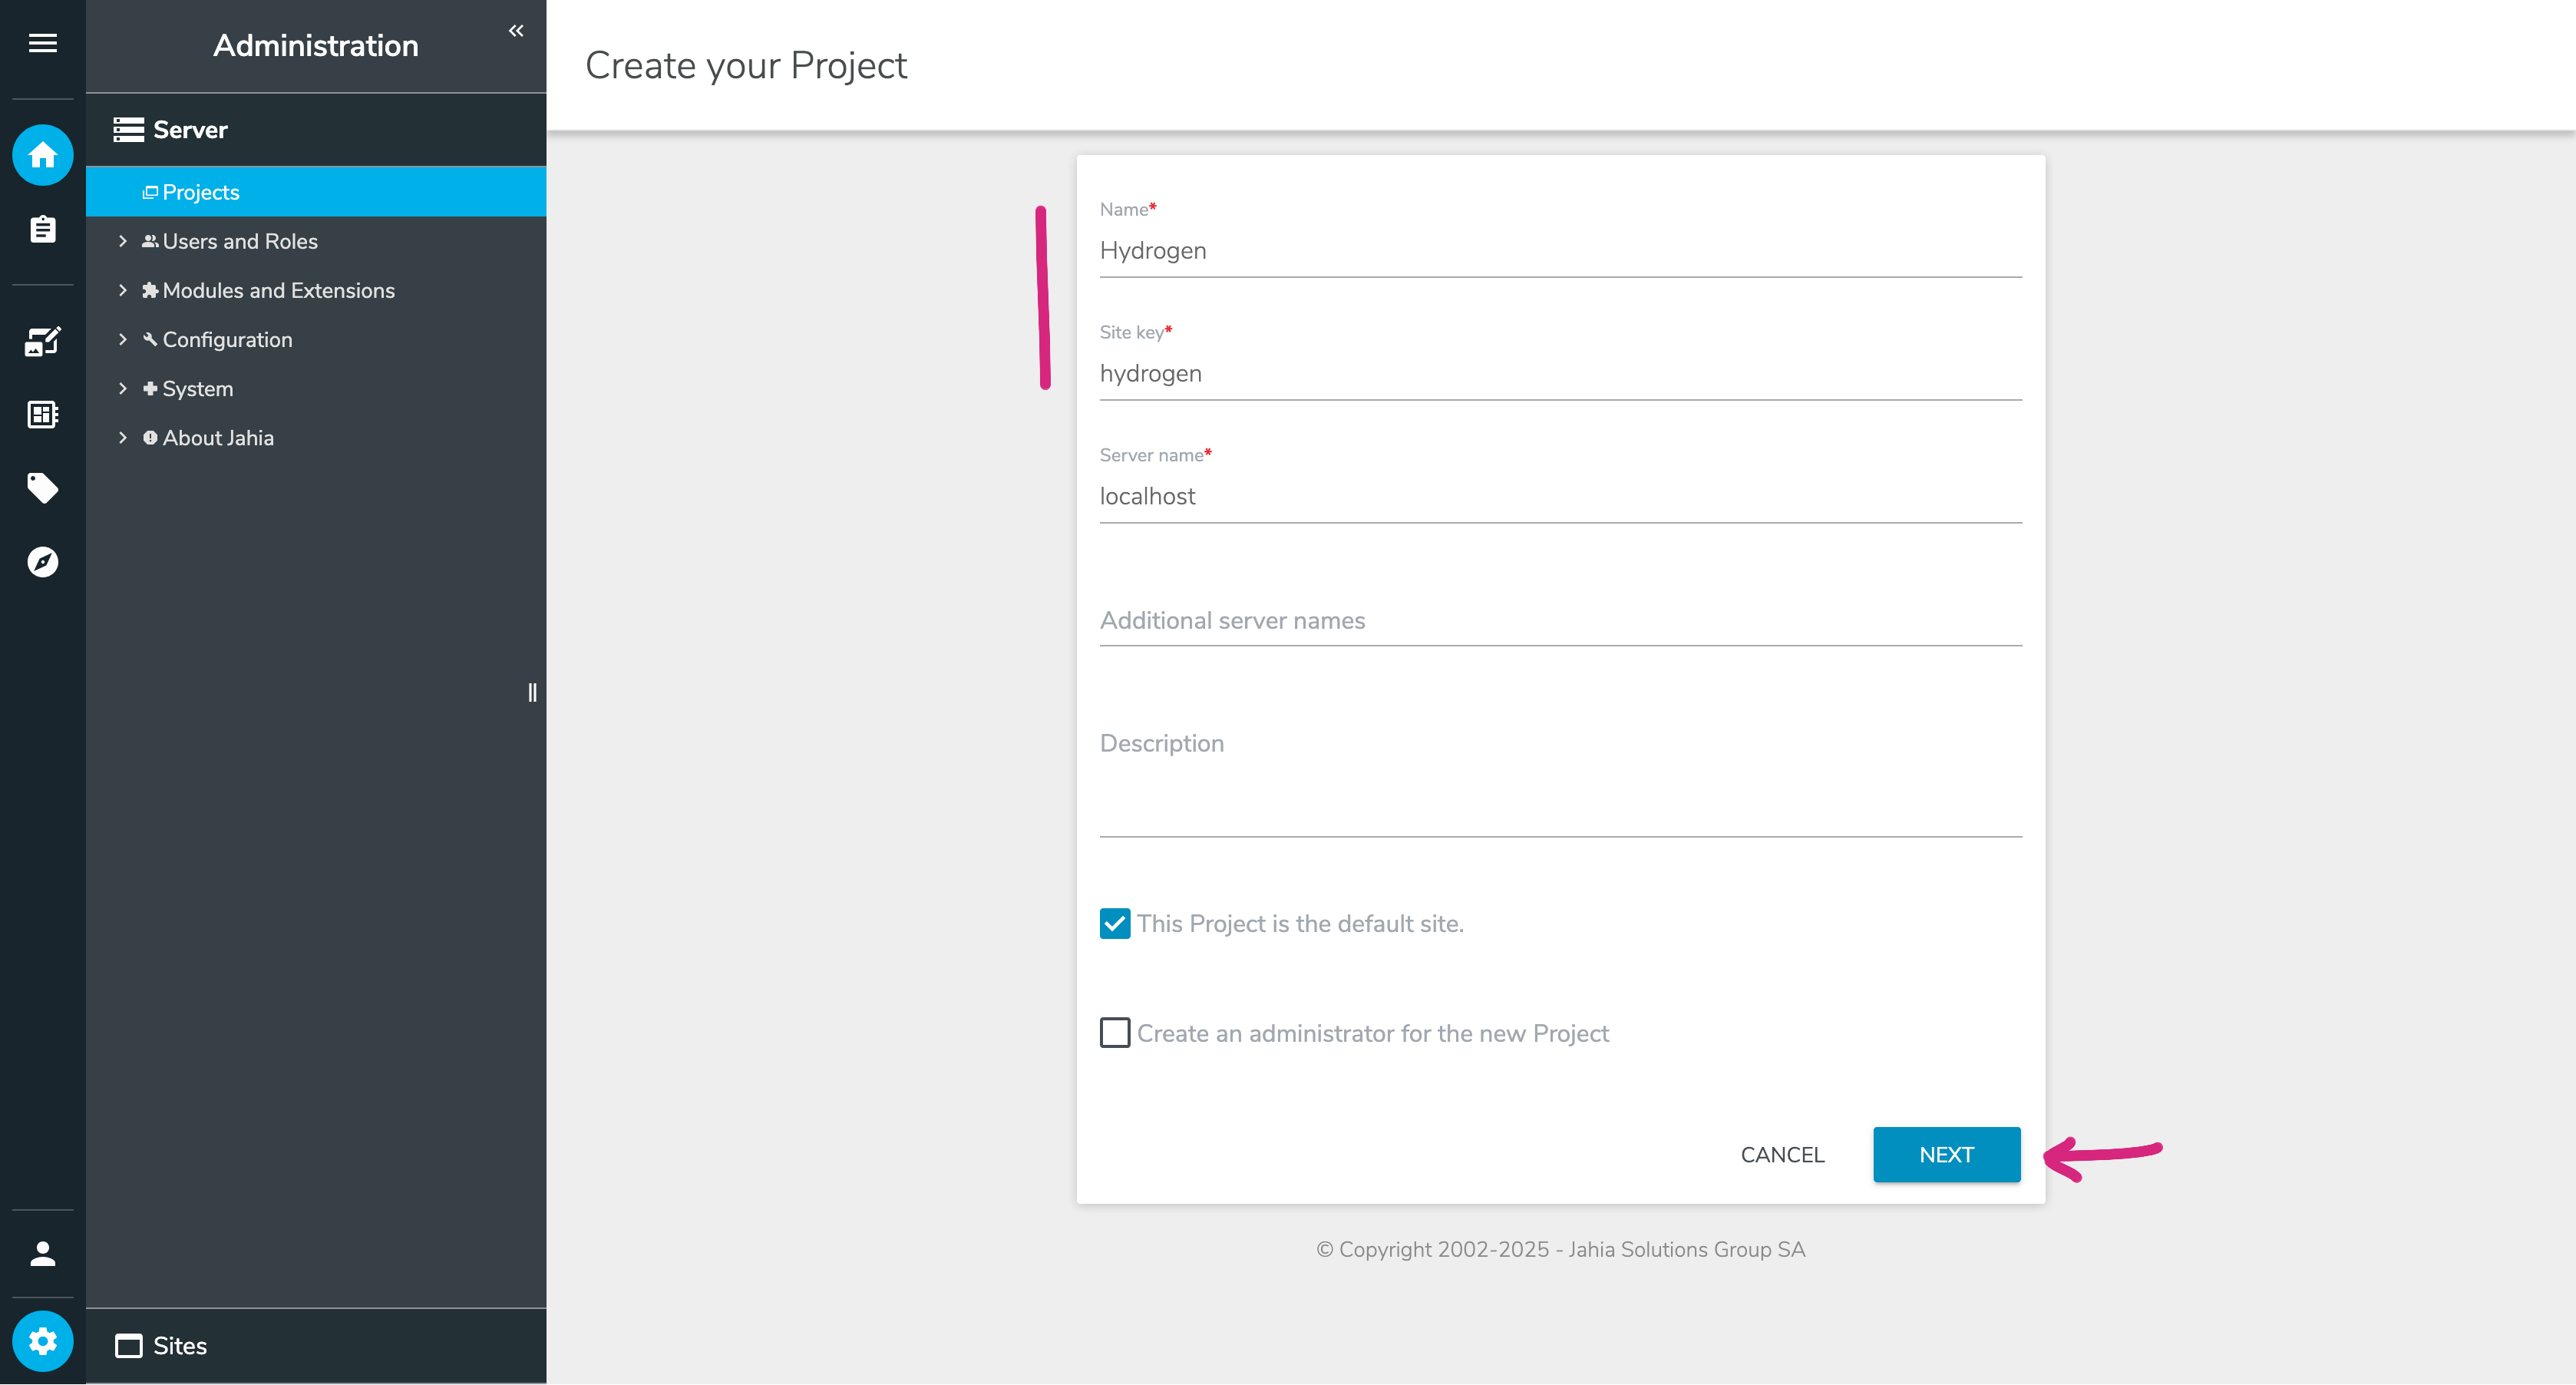 Administration
Server
Projects
Users and Roles
Modules and Extensions
Configuration
System
About Jahia
Sites
Create your Project
Name*
Hydrogen
Site key*
hydrogen
Server name*
localhost
Additional server names
Description
This Project is the default site.
Create an administrator for the new Project
CANCEL NEXT
© Copyright 2002-2025 - Jahia Solutions Group SA